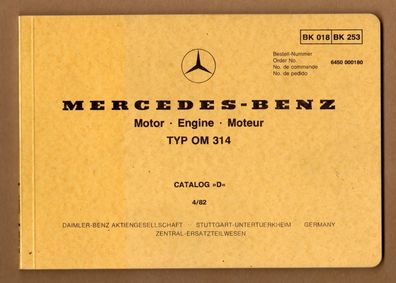 BK 018 BK 253
Bestell-Nummer
Order No.
No. de commande
No. de pedido
6450 000180
MERCEDES-BENZ
Motor · Engine · Moteur
TYP OM 314
CATALOG »D«
4/82
DAIMLER-BENZ AKTIENGESELLSCHAFT · STUTTGART-UNTERTUERKHEIM · GERMANY
ZENTRAL-ERSATZTEILWESEN